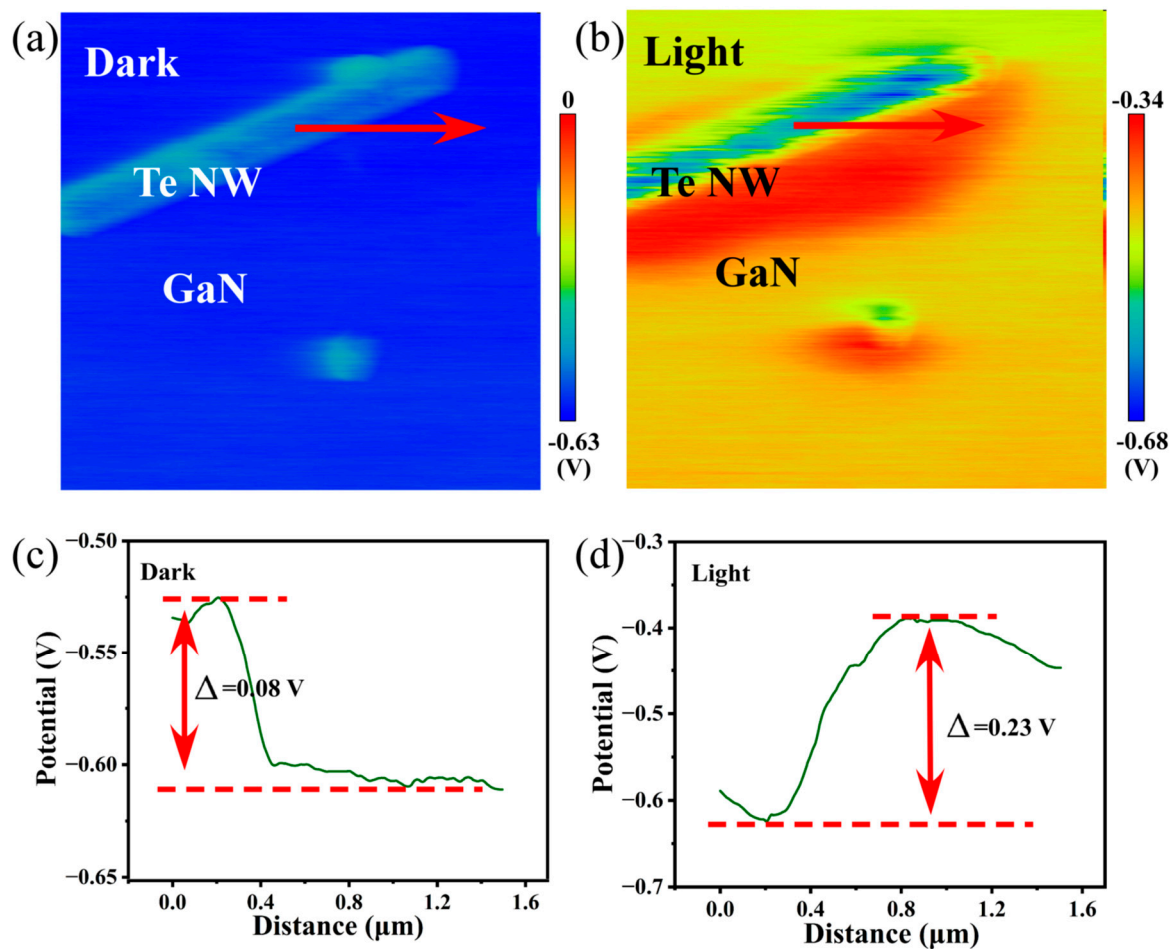 (a)
Dark
Te NW
GaN
0
-0.63
(V)
(b)
Light
Te NW
GaN
-0.34
-0.68
(V)
(c)
Dark
Δ=0.08 V
Potential (V)
−0.50
−0.55
−0.60
−0.65
0.0 0.4 0.8 1.2 1.6
Distance (μm)
(d)
Light
Δ=0.23 V
Potential (V)
−0.3
−0.4
−0.5
−0.6
−0.7
0.0 0.4 0.8 1.2 1.6
Distance (μm)